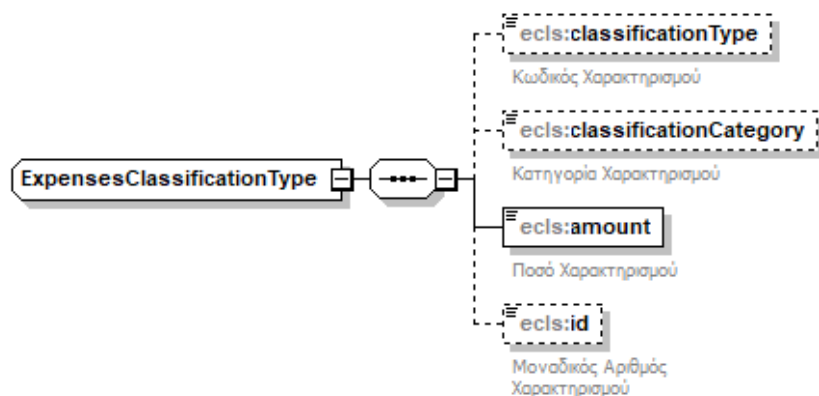 ecls:classificationType
Κωδικός Χαρακτηρισμού
ecls:classificationCategory
Κατηγορία Χαρακτηρισμού
ExpensesClassificationType
ecls:amount
Ποσό Χαρακτηρισμού
ecls:id
Μοναδικός Αριθμός
Χαρακτηρισμού